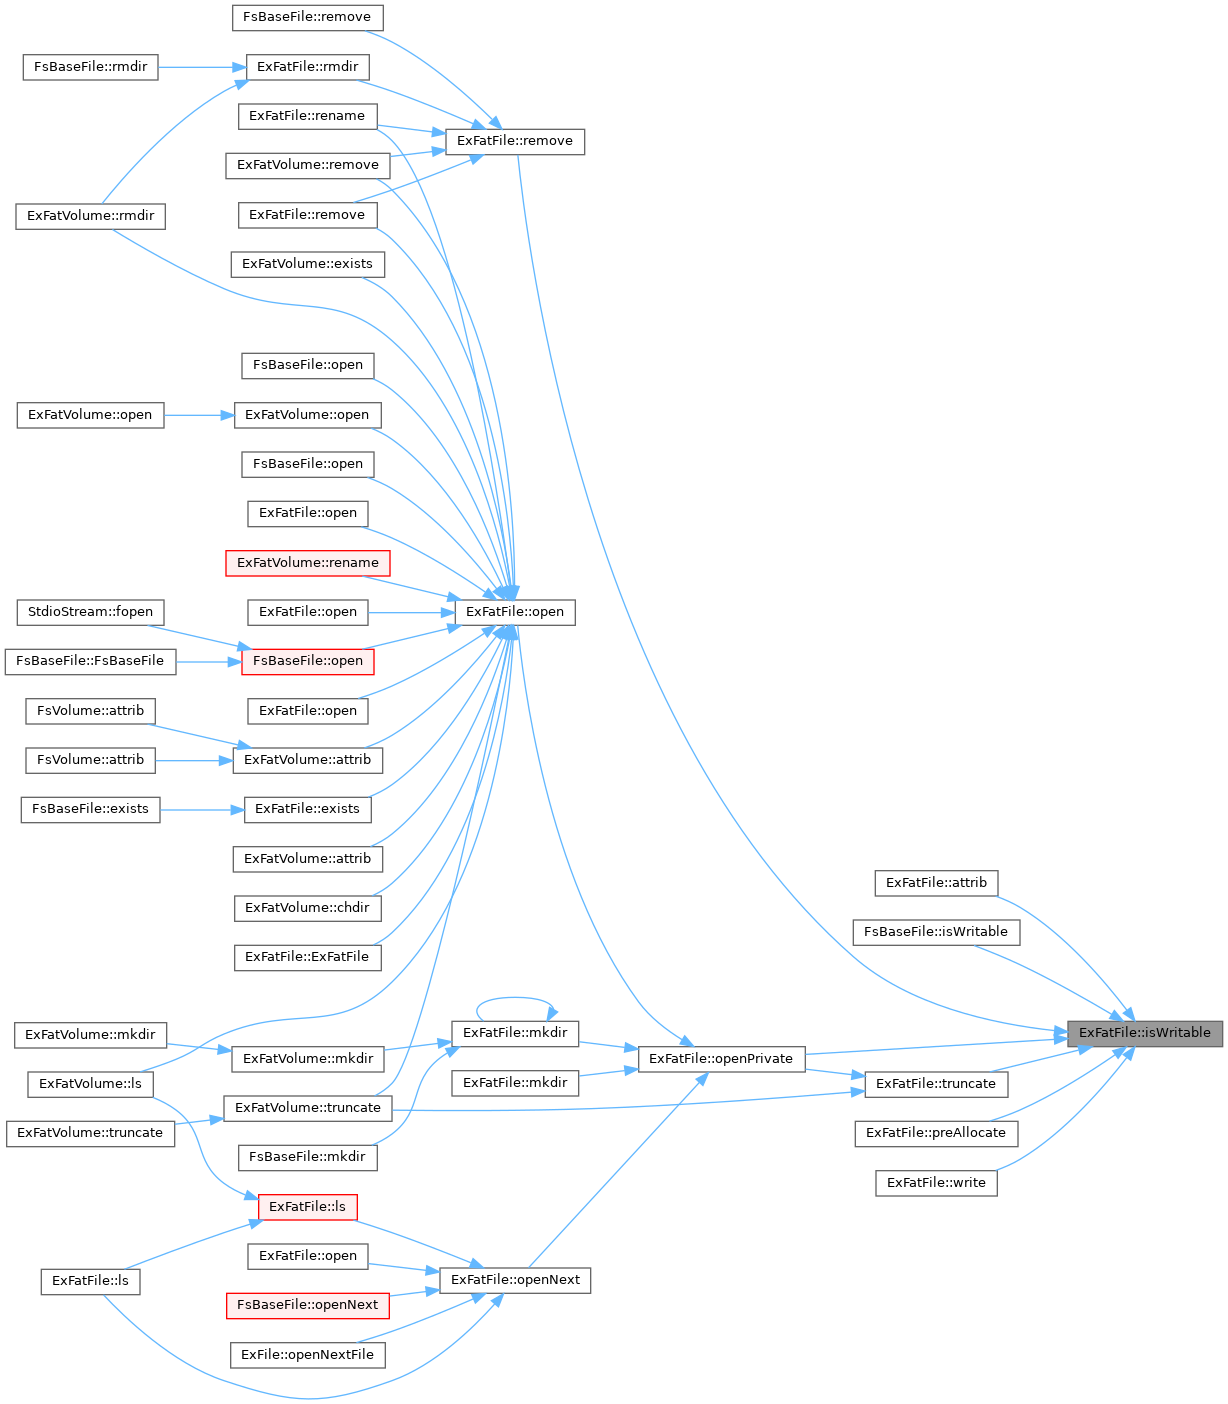 FsBaseFile::remove
FsBaseFile::rmdir
ExFatFile::rmdir
ExFatFile::rename
ExFatFile::remove
ExFatVolume::remove
ExFatVolume::rmdir
ExFatFile::remove
ExFatVolume::exists
FsBaseFile::open
ExFatVolume::open
ExFatVolume::open
FsBaseFile::open
ExFatFile::open
ExFatVolume::rename
StdioStream::fopen
ExFatFile::open
ExFatFile::open
FsBaseFile::FsBaseFile
FsBaseFile::open
FsVolume::attrib
ExFatFile::open
FsVolume::attrib
ExFatVolume::attrib
FsBaseFile::exists
ExFatFile::exists
ExFatVolume::attrib
ExFatFile::attrib
ExFatVolume::chdir
FsBaseFile::isWritable
ExFatFile::ExFatFile
ExFatVolume::mkdir
ExFatFile::mkdir
ExFatFile::isWritable
ExFatVolume::mkdir
ExFatFile::openPrivate
ExFatVolume::ls
ExFatFile::mkdir
ExFatFile::truncate
ExFatVolume::truncate
ExFatVolume::truncate
ExFatFile::preAllocate
FsBaseFile::mkdir
ExFatFile::write
ExFatFile::ls
ExFatFile::open
ExFatFile::ls
ExFatFile::openNext
FsBaseFile::openNext
ExFile::openNextFile